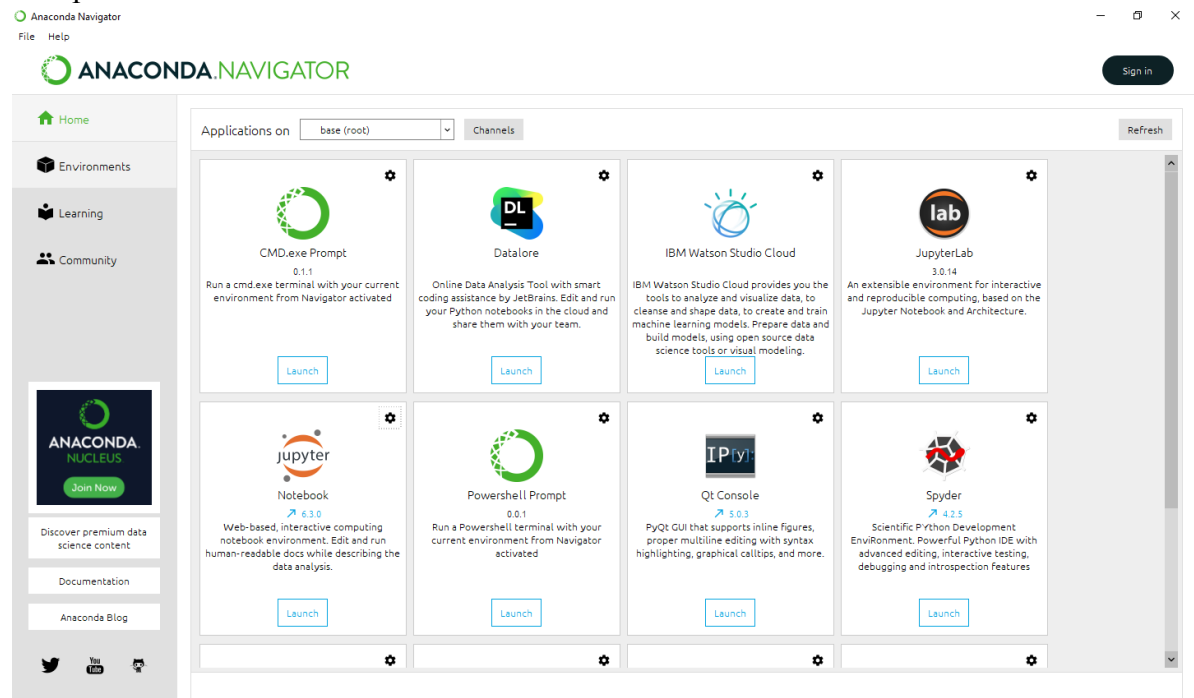 Anaconda Navigator
File Help
ANACONDA.NAVIGATOR
Sign in
Home
Environments
Learning
Community
ANACONDA.
NUCLEUS
Join Now
Discover premium data
science content
Documentation
Anaconda Blog
You
Tube
Applications on base (root) Channels Refresh
CMD.exe Prompt
0.1.1
Run a cmd.exe terminal with your current
environment from Navigator activated
Launch
DL
Datalore
Online Data Analysis Tool with smart
coding assistance by JetBrains. Edit and run
your Python notebooks in the cloud and
share them with your team.
Launch
IBM Watson Studio Cloud
IBM Watson Studio Cloud provides you the
tools to analyze and visualize data, to
cleanse and shape data, to create and train
machine learning models. Prepare data and
build models, using open source data
science tools or visual modeling.
Launch
lab
JupyterLab
3.0.14
An extensible environment for interactive
and reproducible computing, based on the
Jupyter Notebook and Architecture.
Launch
jupyter
Notebook
6.3.0
Web-based, interactive computing
notebook environment. Edit and run
human-readable docs while describing the
data analysis.
Launch
Powershell Prompt
0.0.1
Run a Powershell terminal with your
current environment from Navigator
activated
Launch
IP[y]:
Qt Console
5.0.3
PyQt GUI that supports inline figures,
proper multiline editing with syntax
highlighting, graphical calltips, and more.
Launch
Spyder
4.2.5
Scientific PYthon Development
EnviRonment. Powerful Python IDE with
advanced editing, interactive testing,
debugging and introspection features
Launch